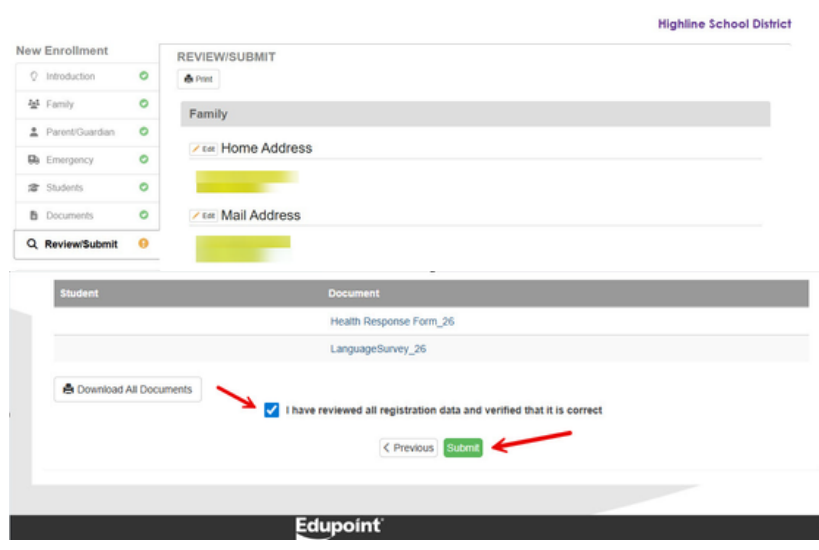 Highline School District
New Enrollment
Introduction
Family
Parent/Guardian
Emergency
Students
Documents
Review/Submit
REVIEW/SUBMIT
Print
Family
Edit Home Address
Edit Mail Address
Student Document
Health Response Form_26
LanguageSurvey_26
Download All Documents
I have reviewed all registration data and verified that it is correct
< Previous Submit
Edupoint